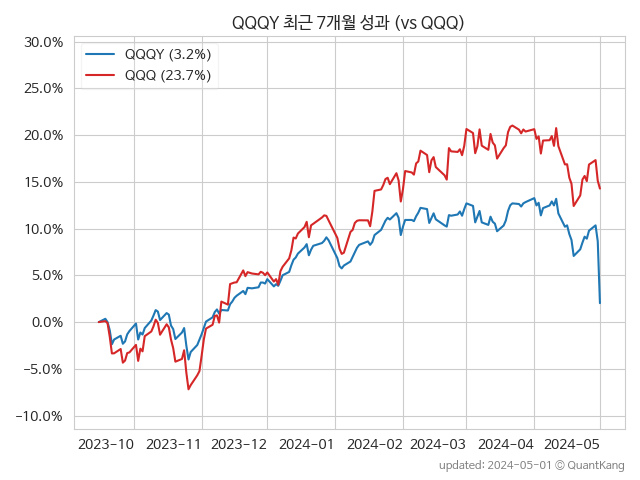 QQQY 최근 7개월 성과 (vs QQQ)
30.0%
QQQY (3.2%)
QQQ (23.7%)
25.0%
20.0%
15.0%
10.0%
5.0%
0.0%
−5.0%
−10.0%
2023-10 2023-11 2023-12 2024-01 2024-02 2024-03 2024-04 2024-05
updated: 2024-05-01 © QuantKang